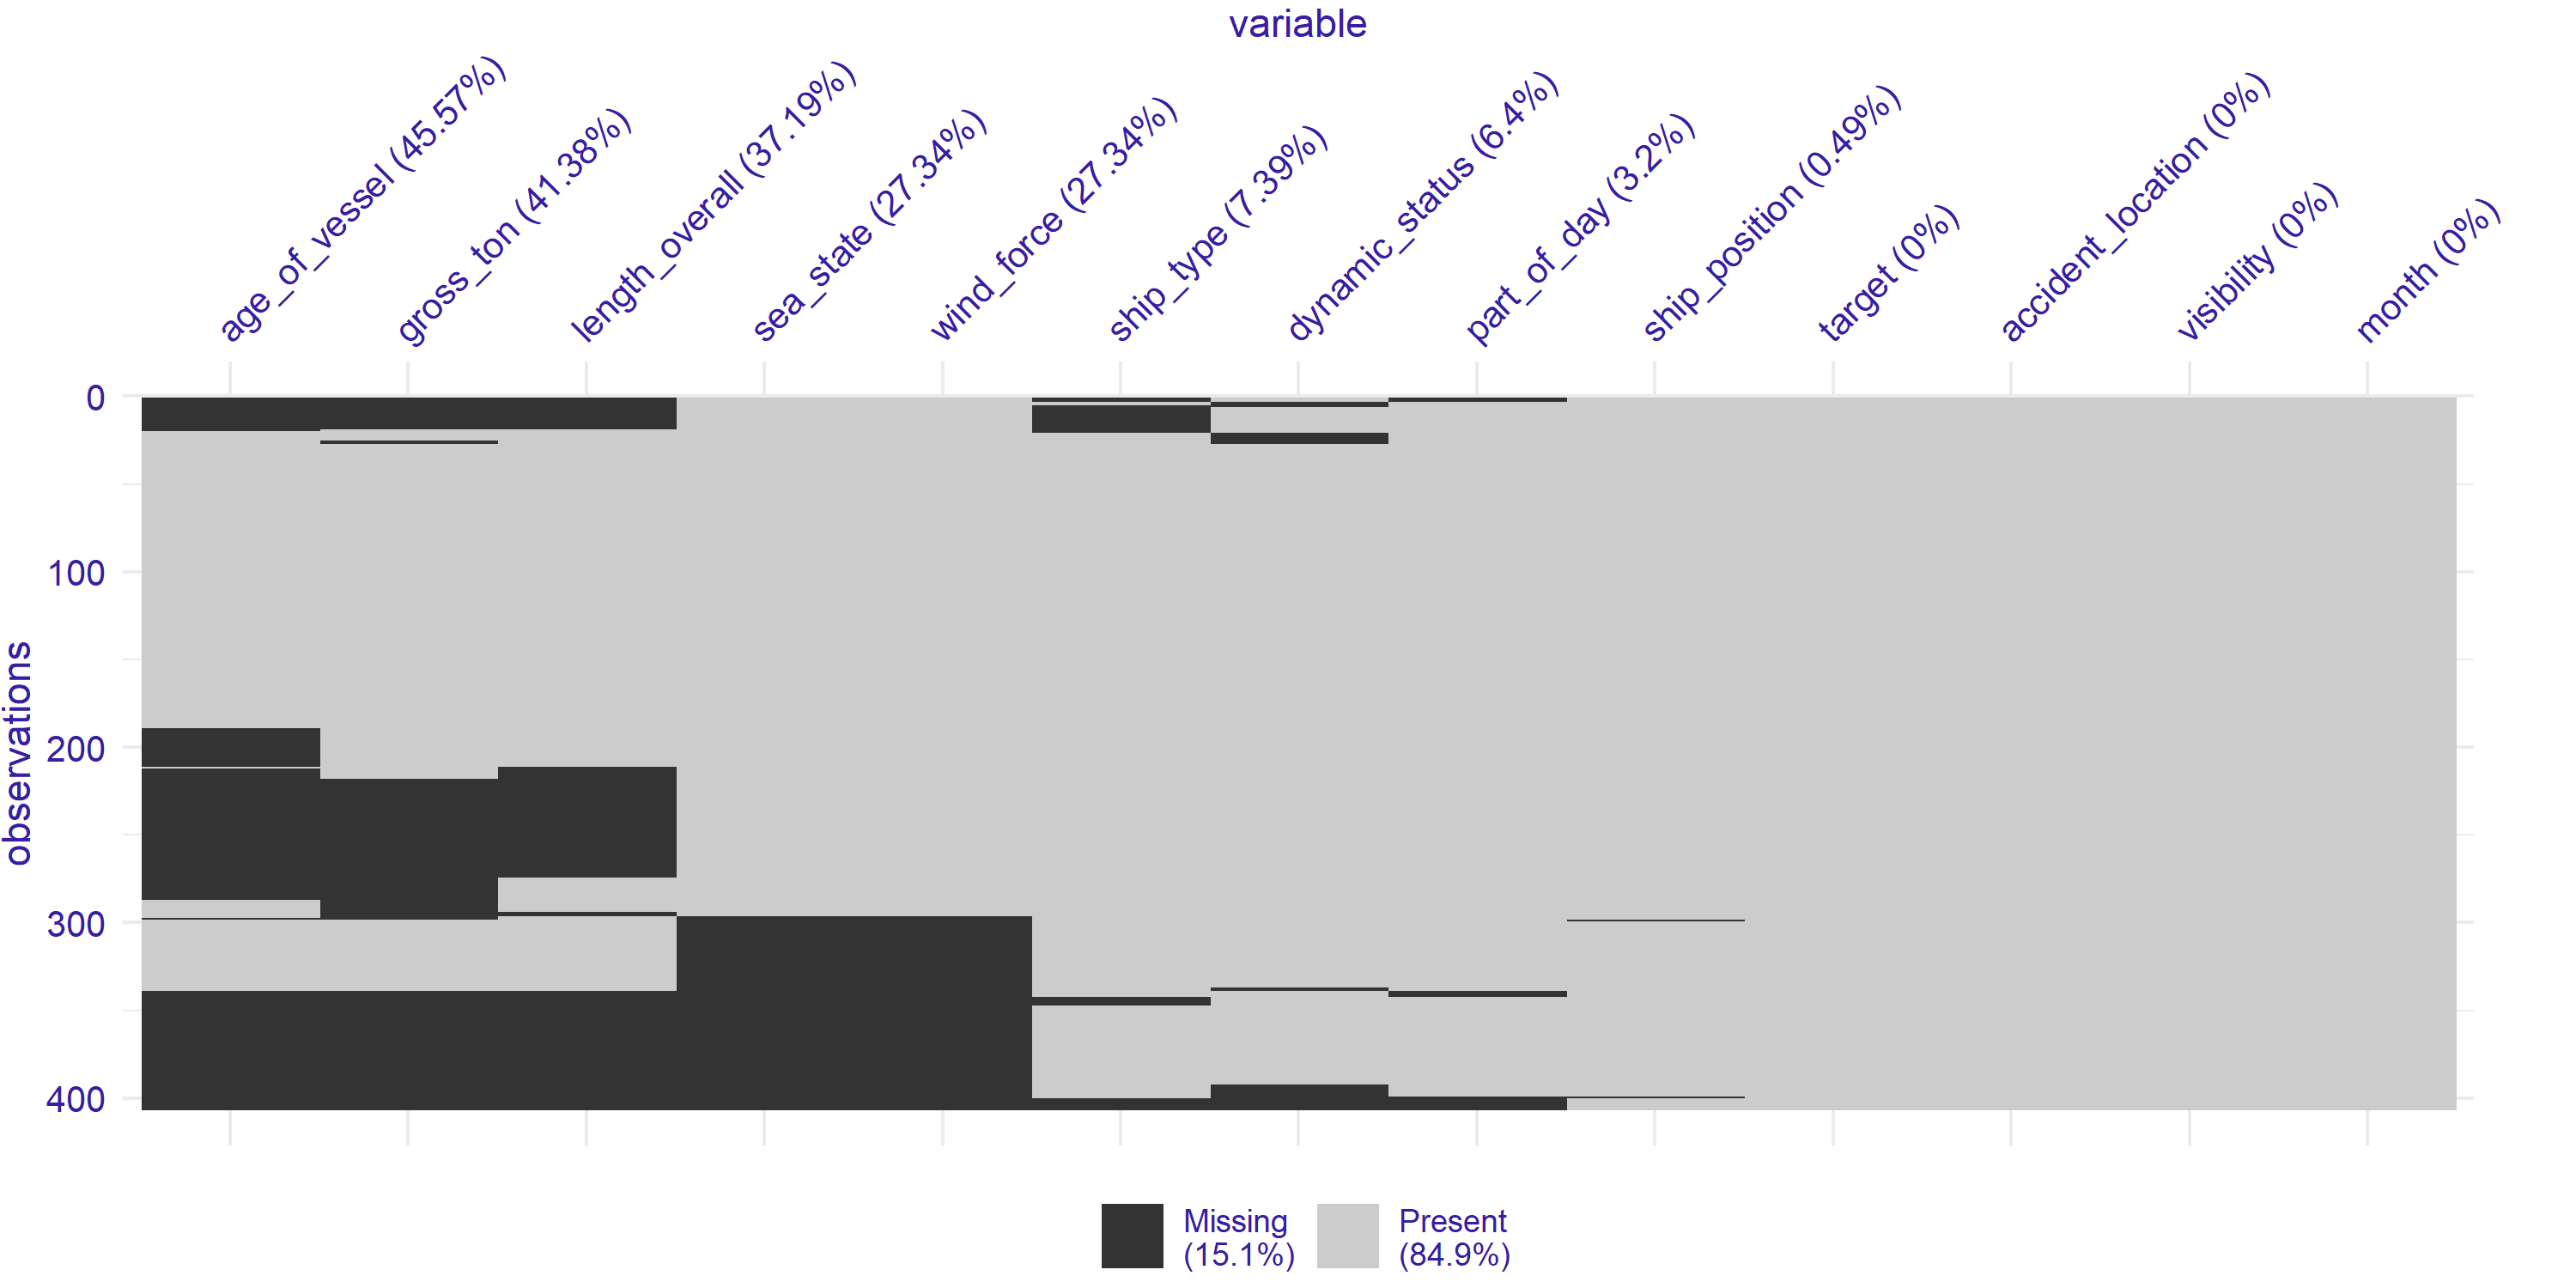 variable
age_of_vessel (45.57%)
gross_ton (41.38%)
length_overall (37.19%)
sea_state (27.34%)
wind_force (27.34%)
ship_type (7.39%)
dynamic_status (6.4%)
part_of_day (3.2%)
ship_position (0.49%)
target (0%)
accident_location (0%)
visibility (0%)
month (0%)
observations
0
100
200
300
400
Missing
(15.1%)
Present
(84.9%)